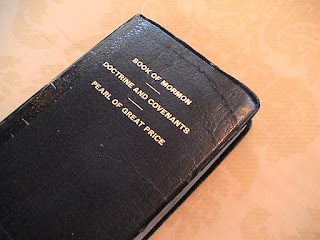 BOOK OF MORMON
DOCTRINE AND COVENANTS
PEARL OF GREAT PRICE